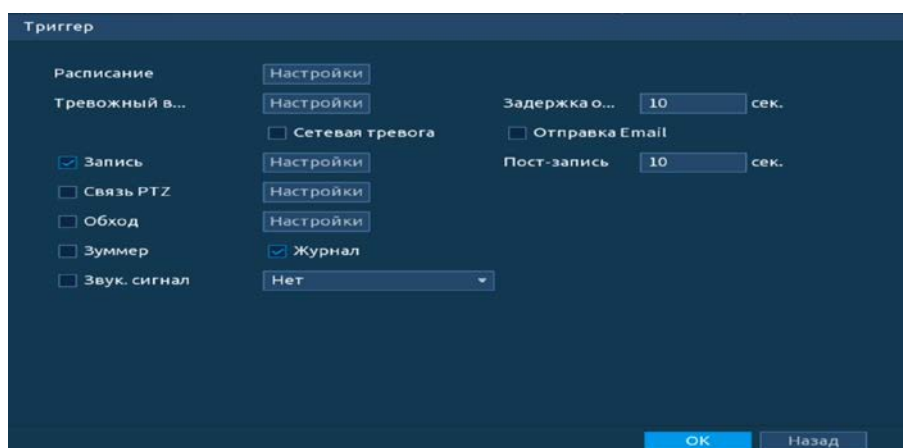 Триггер
Расписание Настройки
Тревожный в... Настройки Задержка о... 10 сек.
Сетевая тревога Отправка Email
Запись Настройки Пост-запись 10 сек.
Связь PTZ Настройки
Обход Настройки
Зуммер Журнал
Звук. сигнал Нет
OK Назад